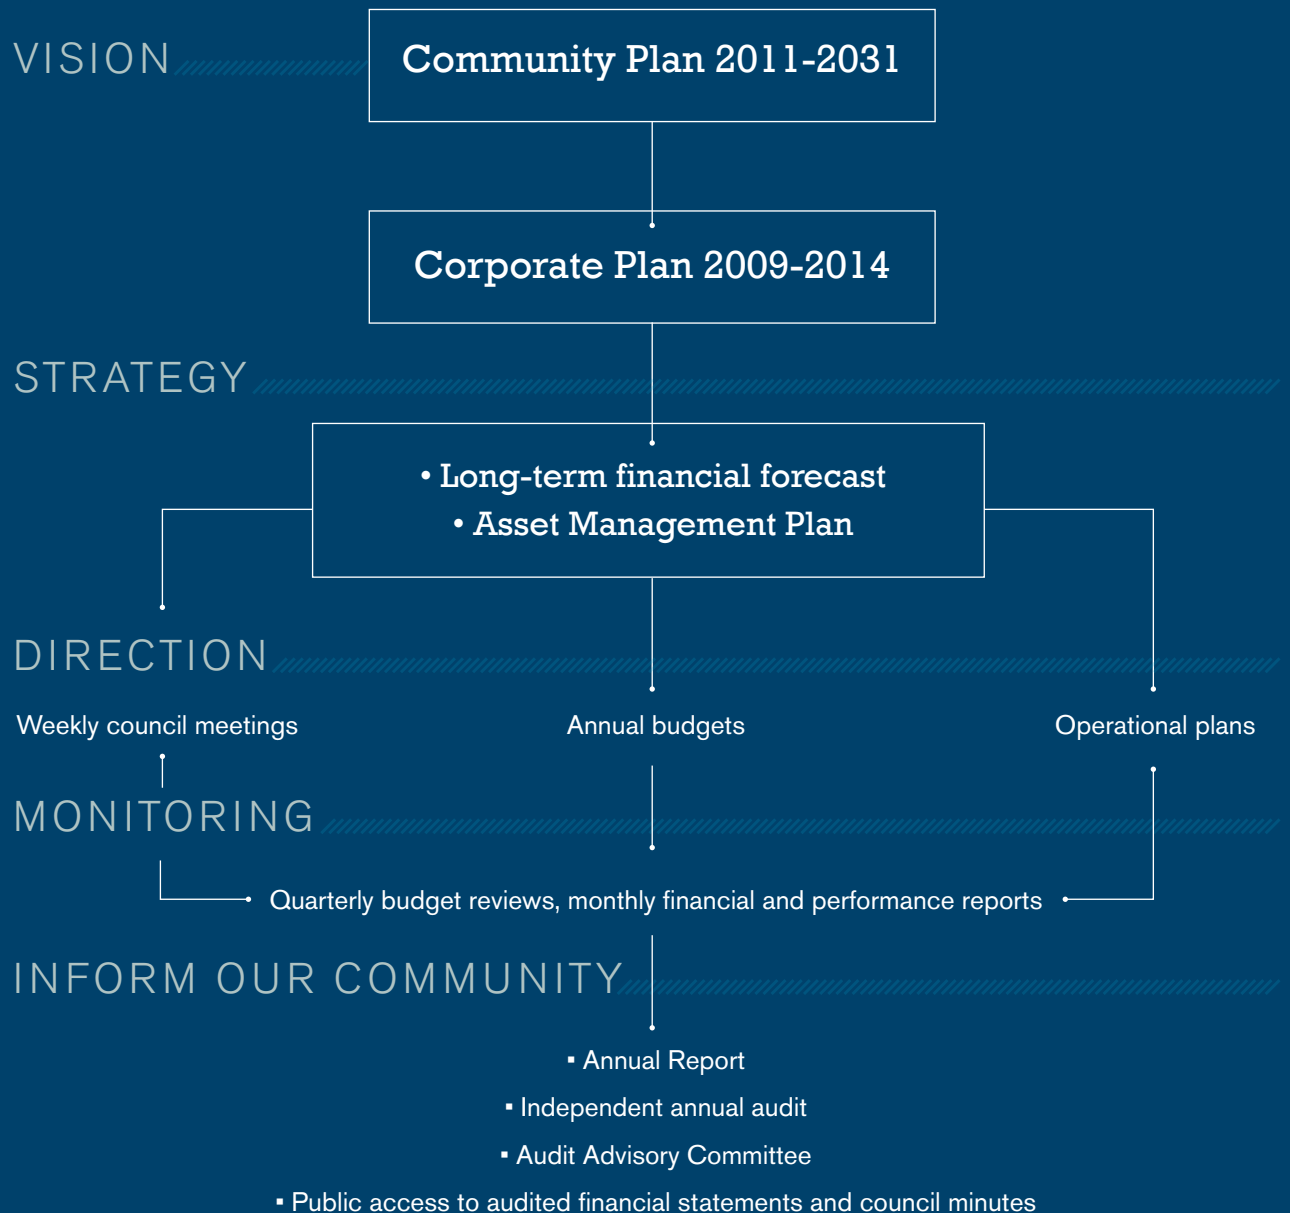 VISION
Community Plan 2011-2031
Corporate Plan 2009-2014
STRATEGY
• Long-term financial forecast
• Asset Management Plan
DIRECTION
Weekly council meetings
Annual budgets
Operational plans
MONITORING
Quarterly budget reviews, monthly financial and performance reports
INFORM OUR COMMUNITY
▪ Annual Report
▪ Independent annual audit
▪ Audit Advisory Committee
▪ Public access to audited financial statements and council minutes